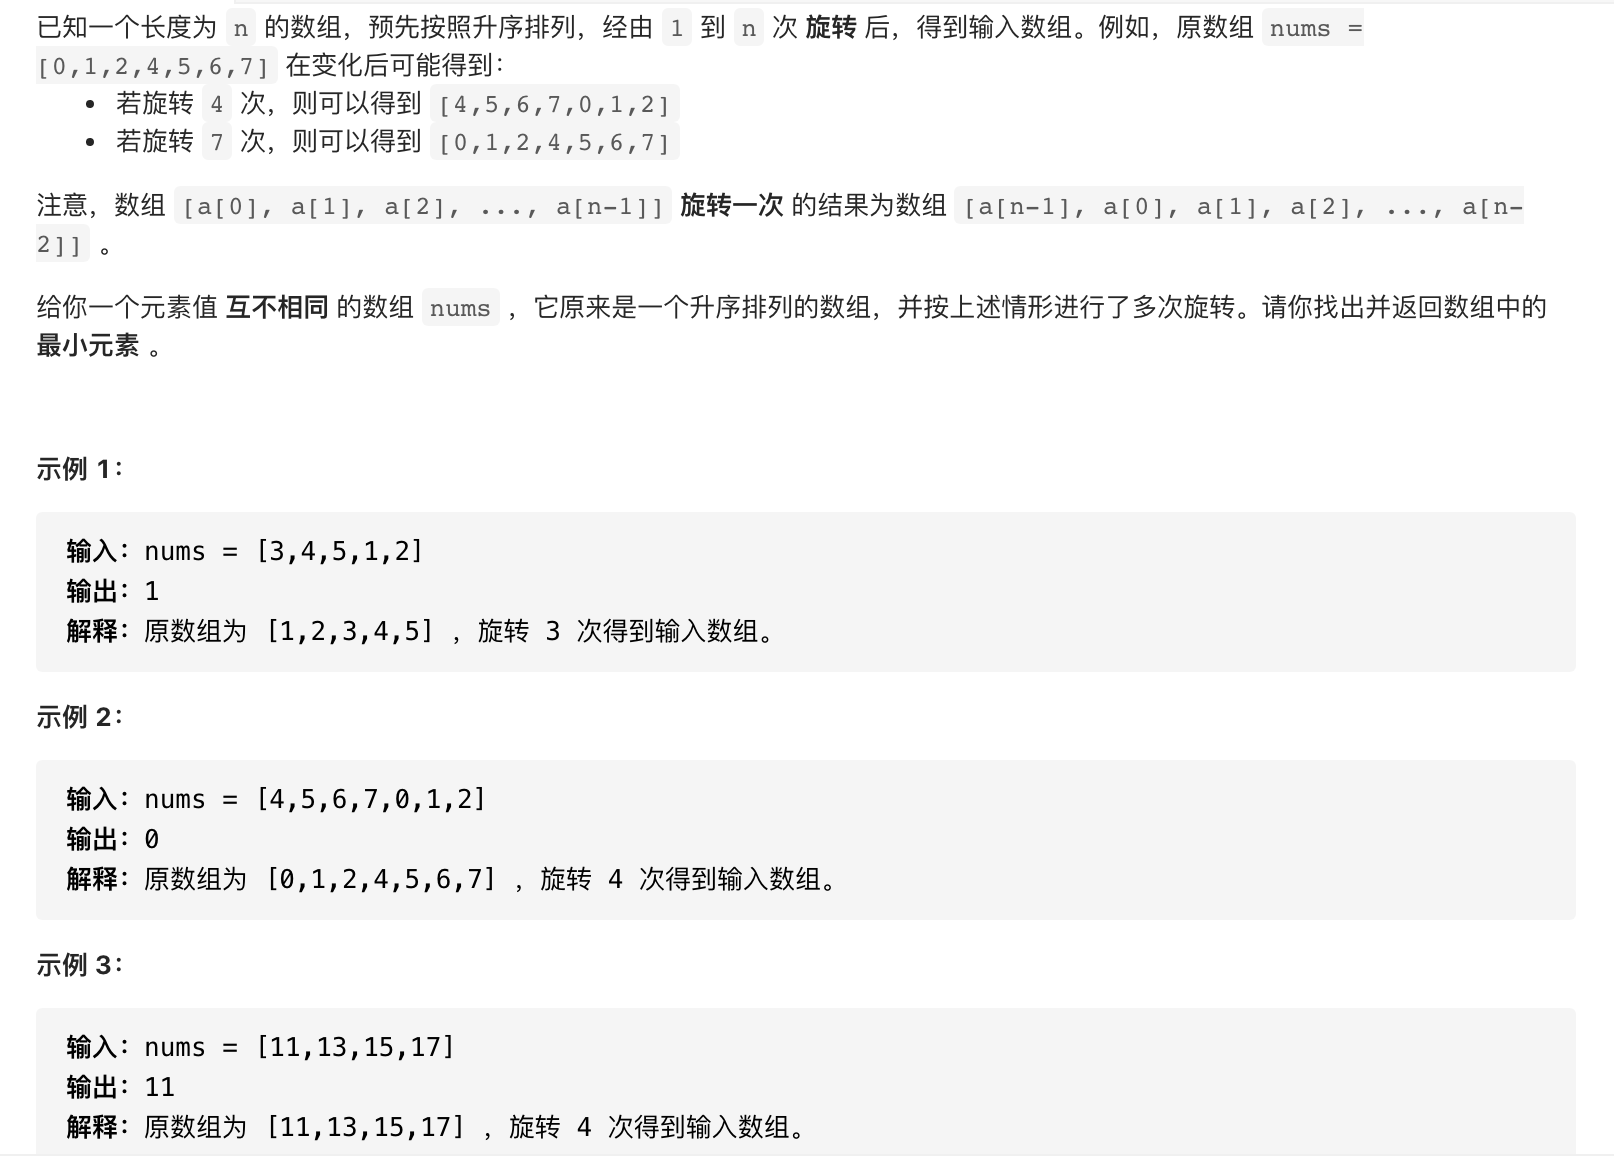 已知一个长度为 n 的数组，预先按照升序排列，经由 1 到 n 次 旋转 后，得到输入数组。例如，原数组 nums =
[0,1,2,4,5,6,7] 在变化后可能得到：
• 若旋转 4 次，则可以得到 [4,5,6,7,0,1,2]
• 若旋转 7 次，则可以得到 [0,1,2,4,5,6,7]
注意，数组 [a[0], a[1], a[2], ..., a[n-1]] 旋转一次 的结果为数组 [a[n-1], a[0], a[1], a[2], ..., a[n-
2]] 。
给你一个元素值 互不相同 的数组 nums ，它原来是一个升序排列的数组，并按上述情形进行了多次旋转。请你找出并返回数组中的
最小元素 。
示例 1：
输入：nums = [3,4,5,1,2]
输出：1
解释：原数组为 [1,2,3,4,5] ，旋转 3 次得到输入数组。
示例 2：
输入：nums = [4,5,6,7,0,1,2]
输出：0
解释：原数组为 [0,1,2,4,5,6,7] ，旋转 4 次得到输入数组。
示例 3：
输入：nums = [11,13,15,17]
输出：11
解释：原数组为 [11,13,15,17] ，旋转 4 次得到输入数组。